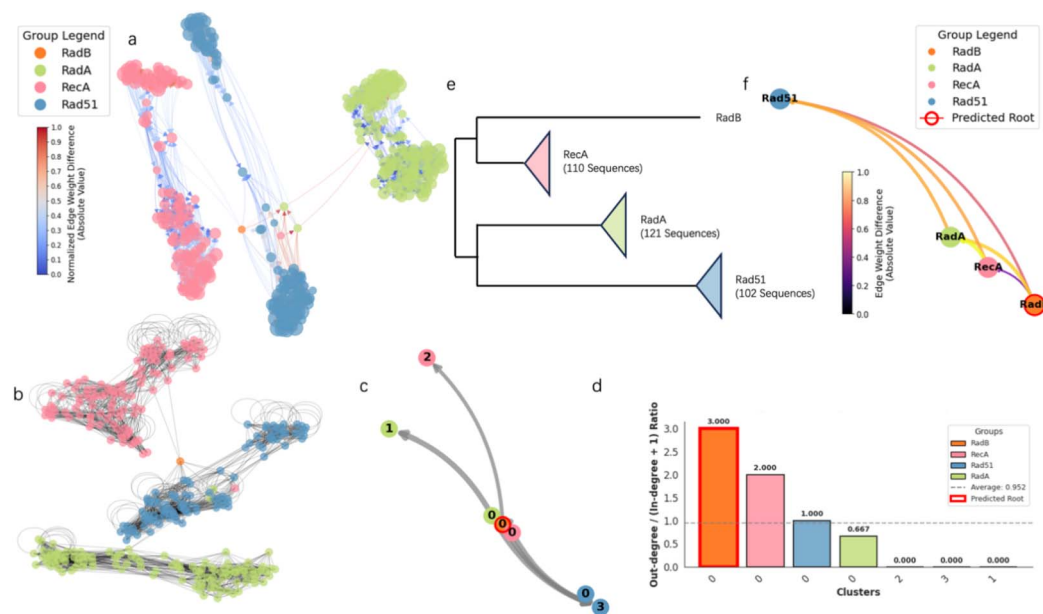 Group Legend
RadB
RadA
RecA
Rad51
a
1.0
0.9
0.8
0.7
0.6
0.5
0.4
0.3
0.2
0.1
0.0
Normalized Edge Weight Difference
(Absolute Value)
e
RadB
RecA
(110 Sequences)
RadA
(121 Sequences)
Rad51
(102 Sequences)
f
Group Legend
RadB
RadA
RecA
Rad51
Predicted Root
Rad51
RadA
RecA
Rad
1.0
0.8
0.6
0.4
0.2
0.0
Edge Weight Difference
(Absolute Value)
b
c
2
1
0
0
0
0
3
d
Out-degree / (In-degree + 1) Ratio
3.0
2.5
2.0
1.5
1.0
0.5
0.0
3.000
2.000
1.000
0.667
0.000
0.000
0.000
Groups
RadB
RecA
Rad51
RadA
Average: 0.952
Predicted Root
0
0
0
0
2
3
1
Clusters